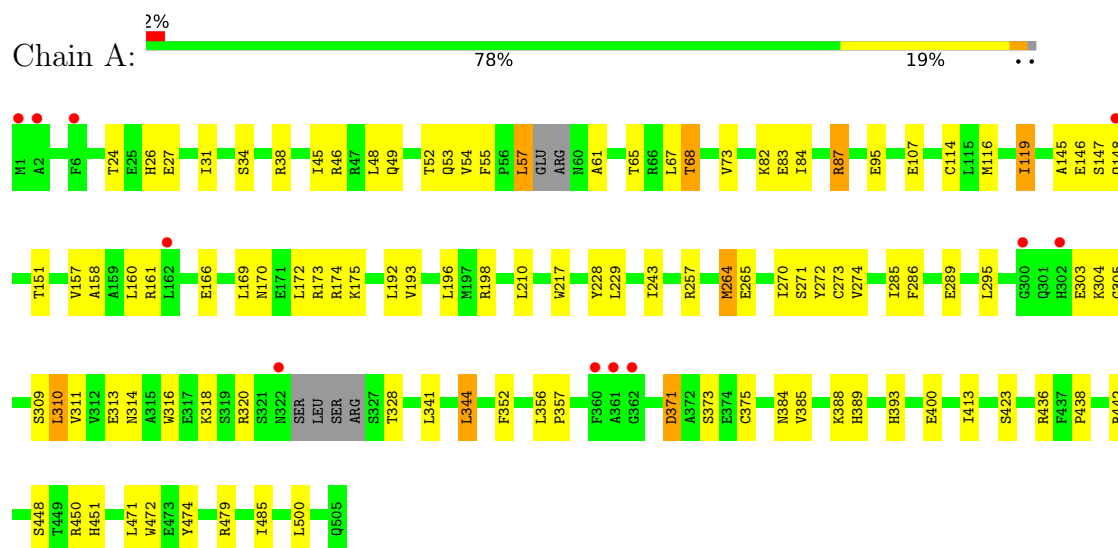 2%
Chain A:
78% 19% ..
M1 A2 F6 T24 E25 H26 E27 I31 S34 R38 I45 R46 R47 L48 Q49 T52 Q53 V54 F55 P56 L57 GLU ARG N60 A61 T65 R66 L67 T68 V73 K82 E83 I84 R87 E95 E107 C114 L115 M116 I119 A145 E146 S147
T151 V157 A158 A159 L160 R161 L162 E166 L169 N170 E171 L172 R173 R174 K175 L192 V193 L196 M197 R198 L210 W217 Y228 L229 I243 R257 M264 E265 I270 S271 Y272 C273 V274 I285 F286 E289 L295 G300 Q301 H302 E303 K304
S309 L310 V311 V312 E313 N314 A315 W316 E317 K318 S319 R320 S321 N322 SER LEU SER ARG S327 T328 L341 L344 F352 L356 P357 F360 A361 G362 D371 A372 S373 E374 C375 N384 V385 K388 H389 H393 E400 I413 S423 R436 F437 P438
S448 T449 R450 H451 L471 W472 E473 Y474 R479 I485 L500 Q505